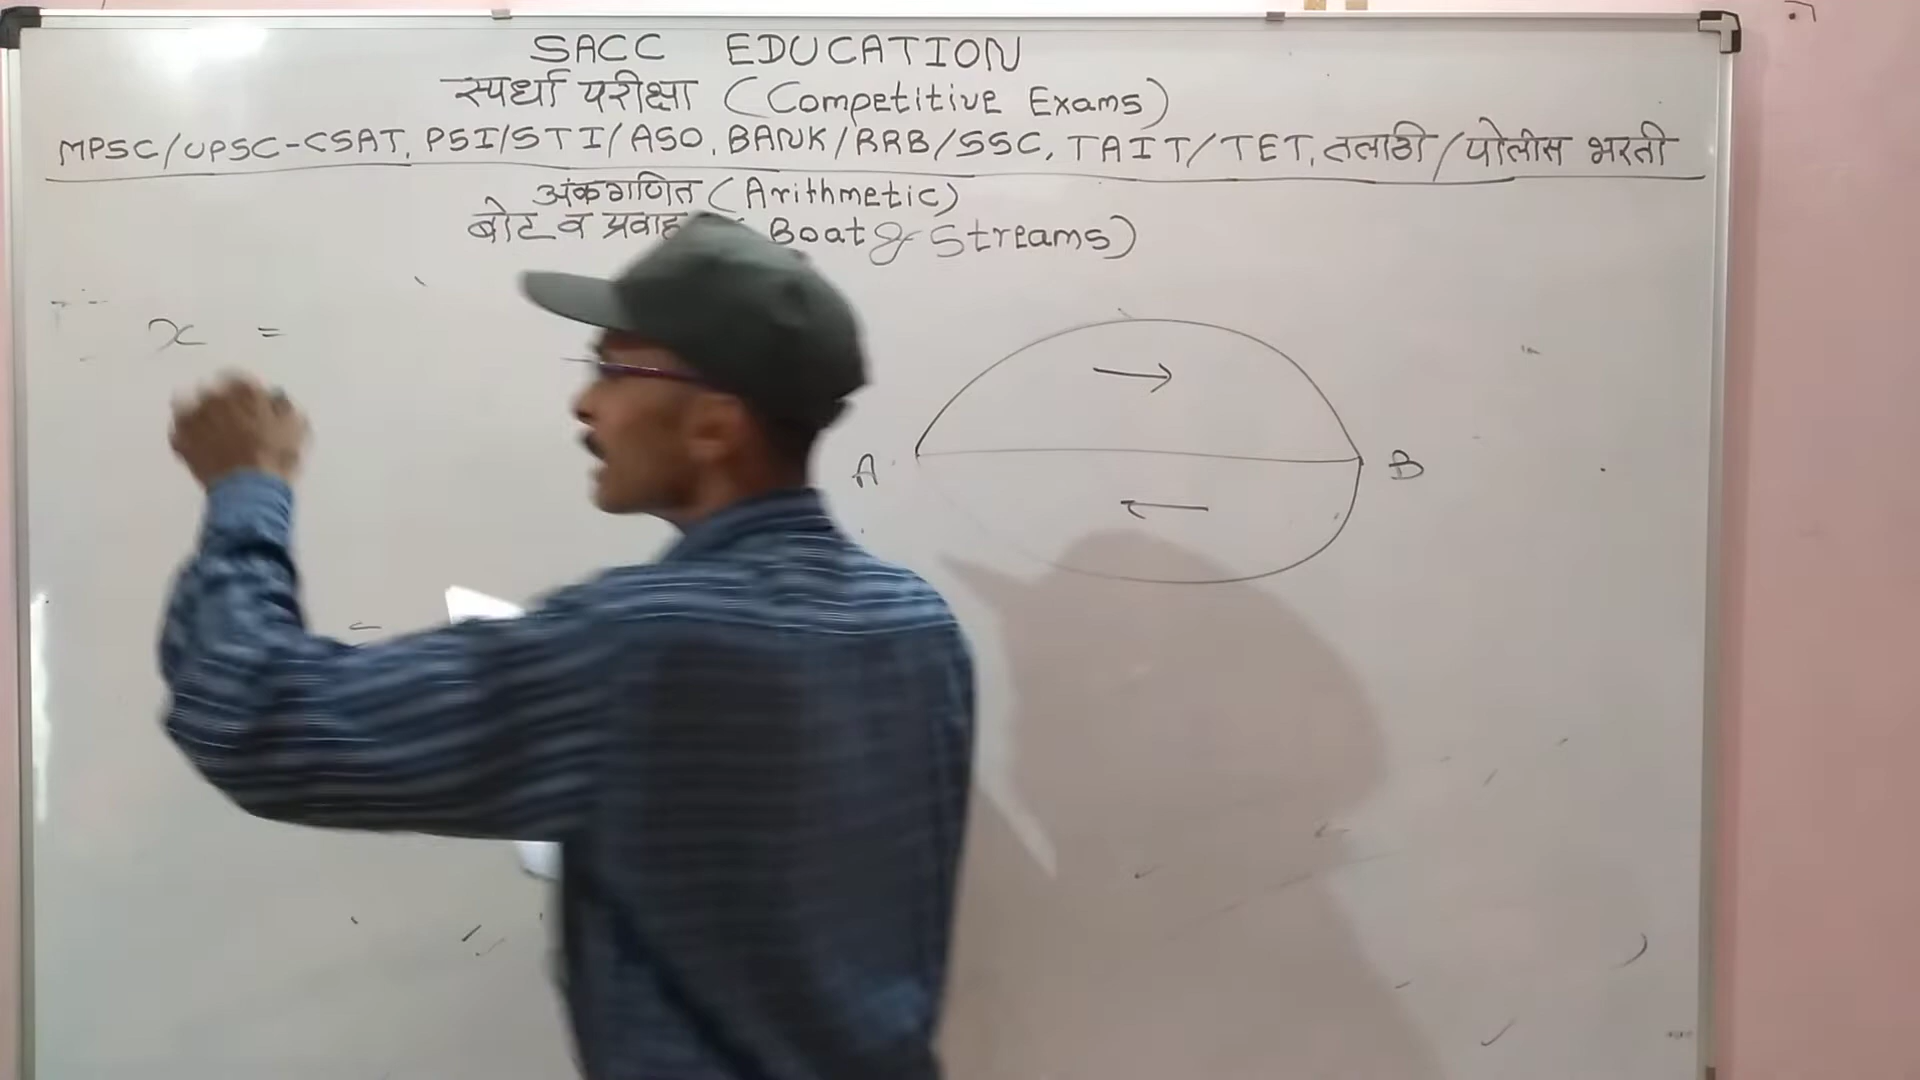 SACC EDUCATION
स्पर्धा परीक्षा (Competitive Exams)
MPSC/UPSC-CSAT, PSI/STI/ASO, BANK/RRB/SSC, TAIT/TET, तलाठी/पोलीस भरती
अंकगणित (Arithmetic)
बोट व प्रवाह Boat & Streams)
x =
A B